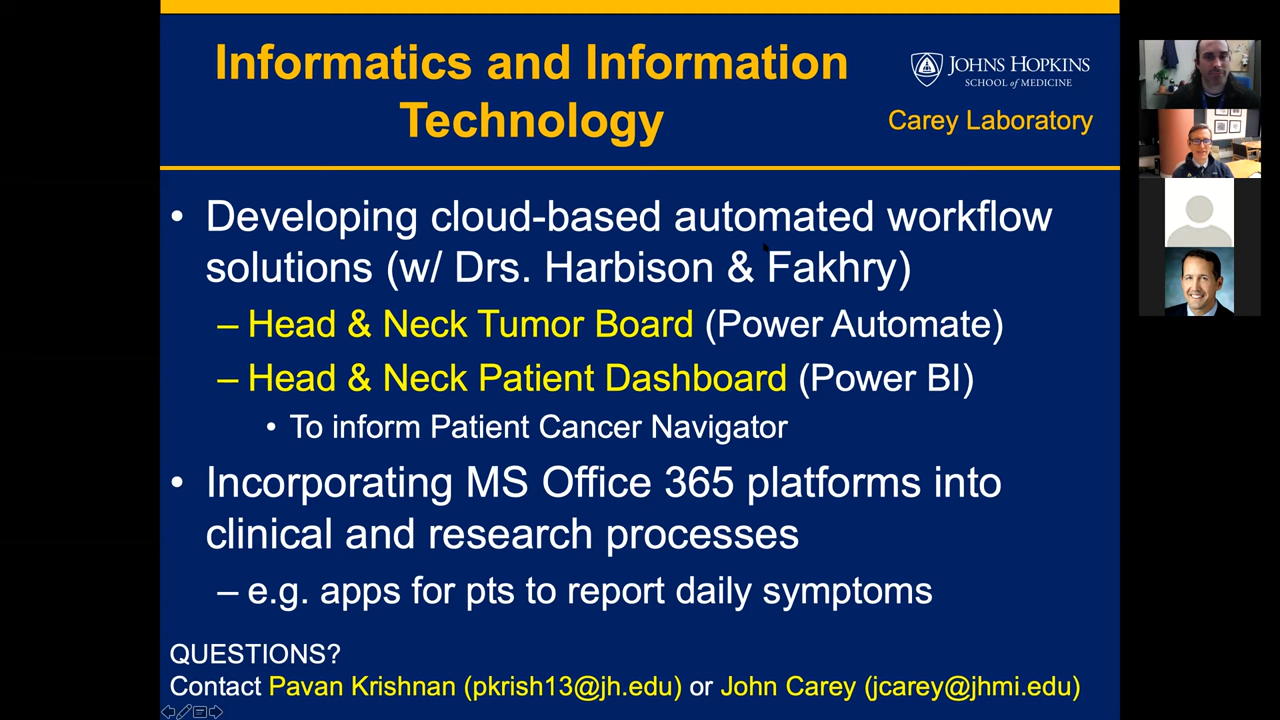 Informatics and Information
Technology
JOHNS HOPKINS
SCHOOL of MEDICINE
Carey Laboratory
• Developing cloud-based automated workflow
solutions (w/ Drs. Harbison & Fakhry)
– Head & Neck Tumor Board (Power Automate)
– Head & Neck Patient Dashboard (Power BI)
• To inform Patient Cancer Navigator
• Incorporating MS Office 365 platforms into
clinical and research processes
– e.g. apps for pts to report daily symptoms
QUESTIONS?
Contact Pavan Krishnan (pkrish13@jh.edu) or John Carey (jcarey@jhmi.edu)